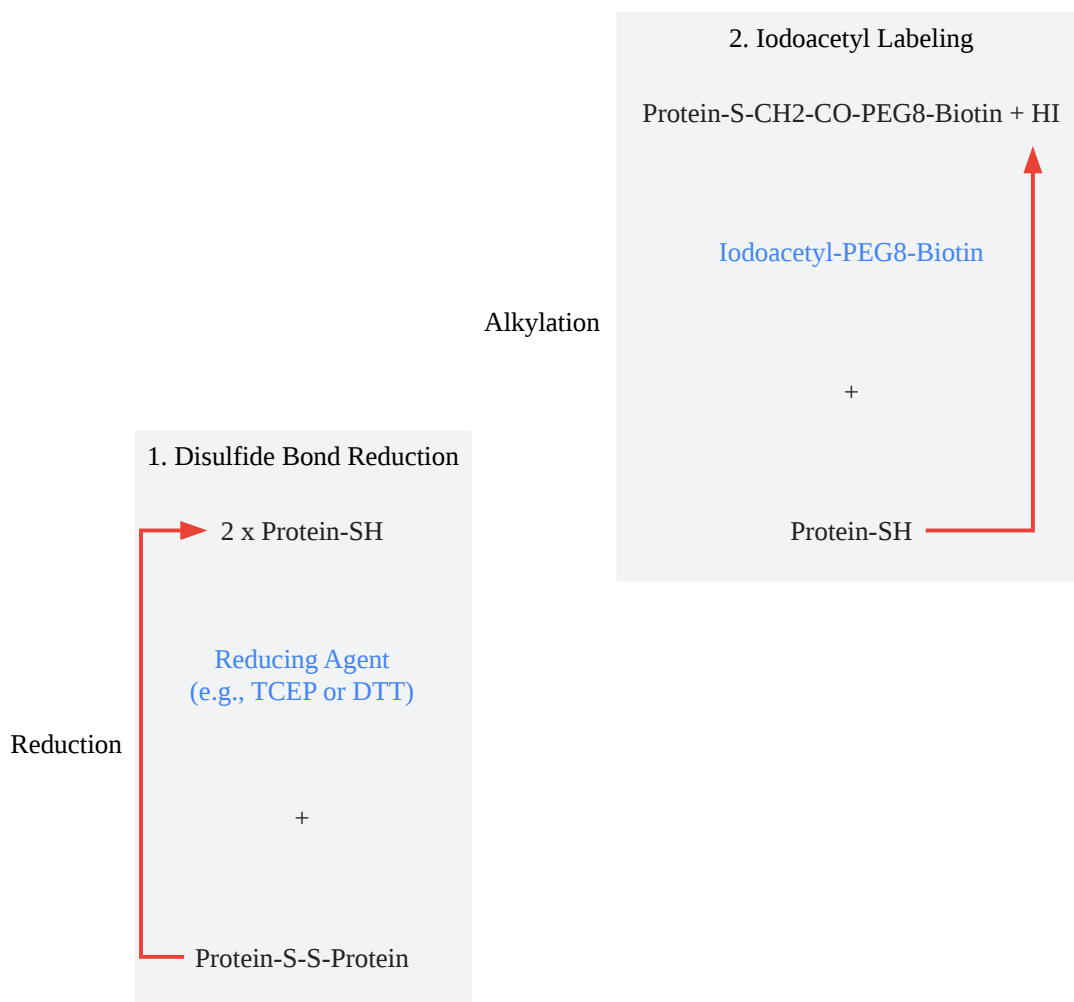 2. Iodoacetyl Labeling
Protein-S-CH2-CO-PEG8-Biotin + HI
Iodoacetyl-PEG8-Biotin
Alkylation
+
Protein-SH
1. Disulfide Bond Reduction
2 x Protein-SH
Reducing Agent
(e.g., TCEP or DTT)
Reduction
+
Protein-S-S-Protein